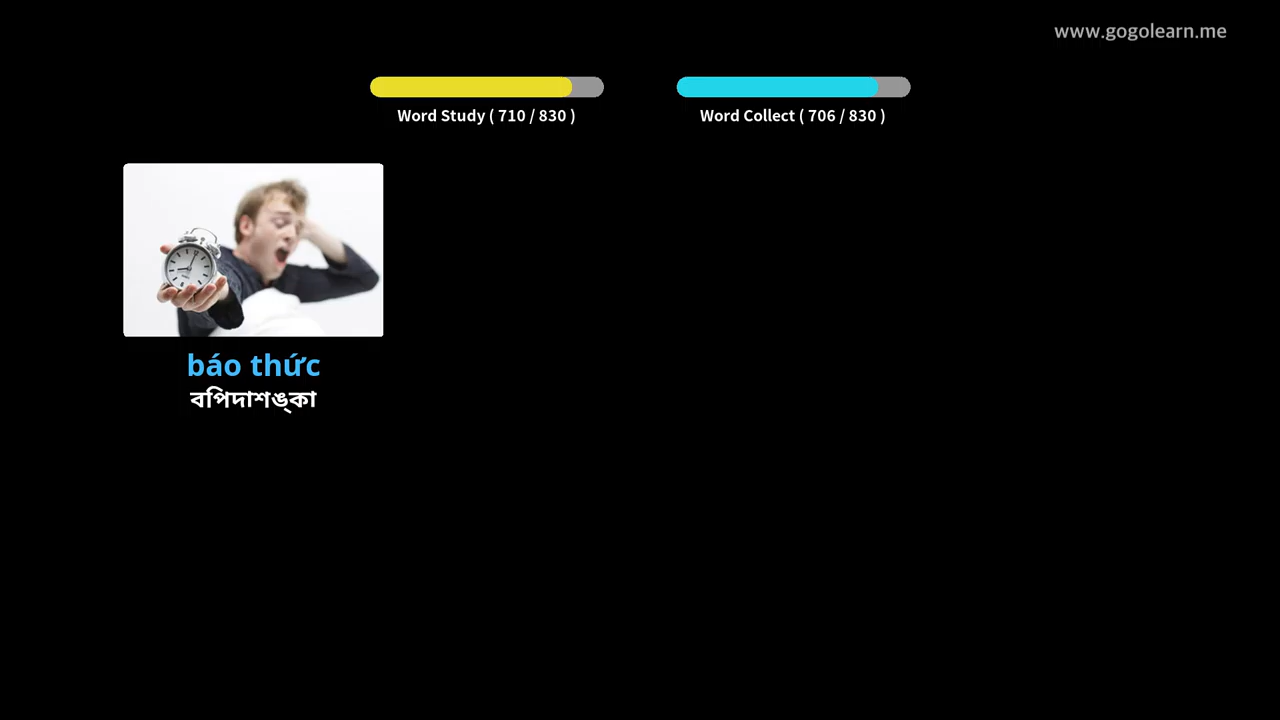 www.gogolearn.me
Word Study ( 710 / 830 )
Word Collect ( 706 / 830 )
báo thức
বপিদাশঙ্কা